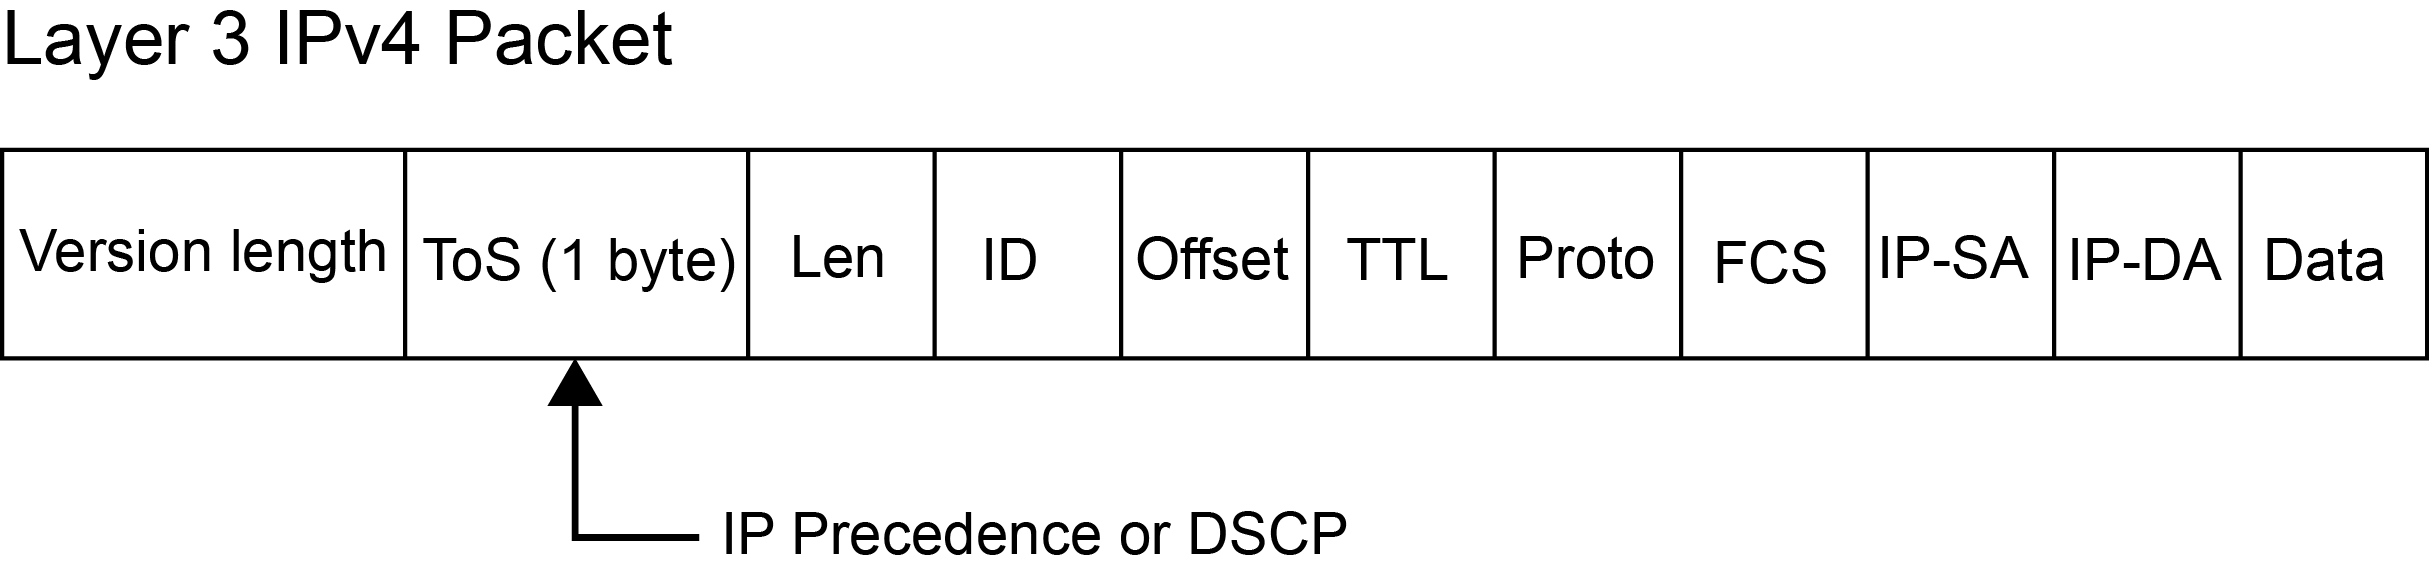 Layer 3 IPv4 Packet
Version length ToS (1 byte) Len ID Offset TTL Proto FCS IP-SA IP-DA Data
IP Precedence or DSCP